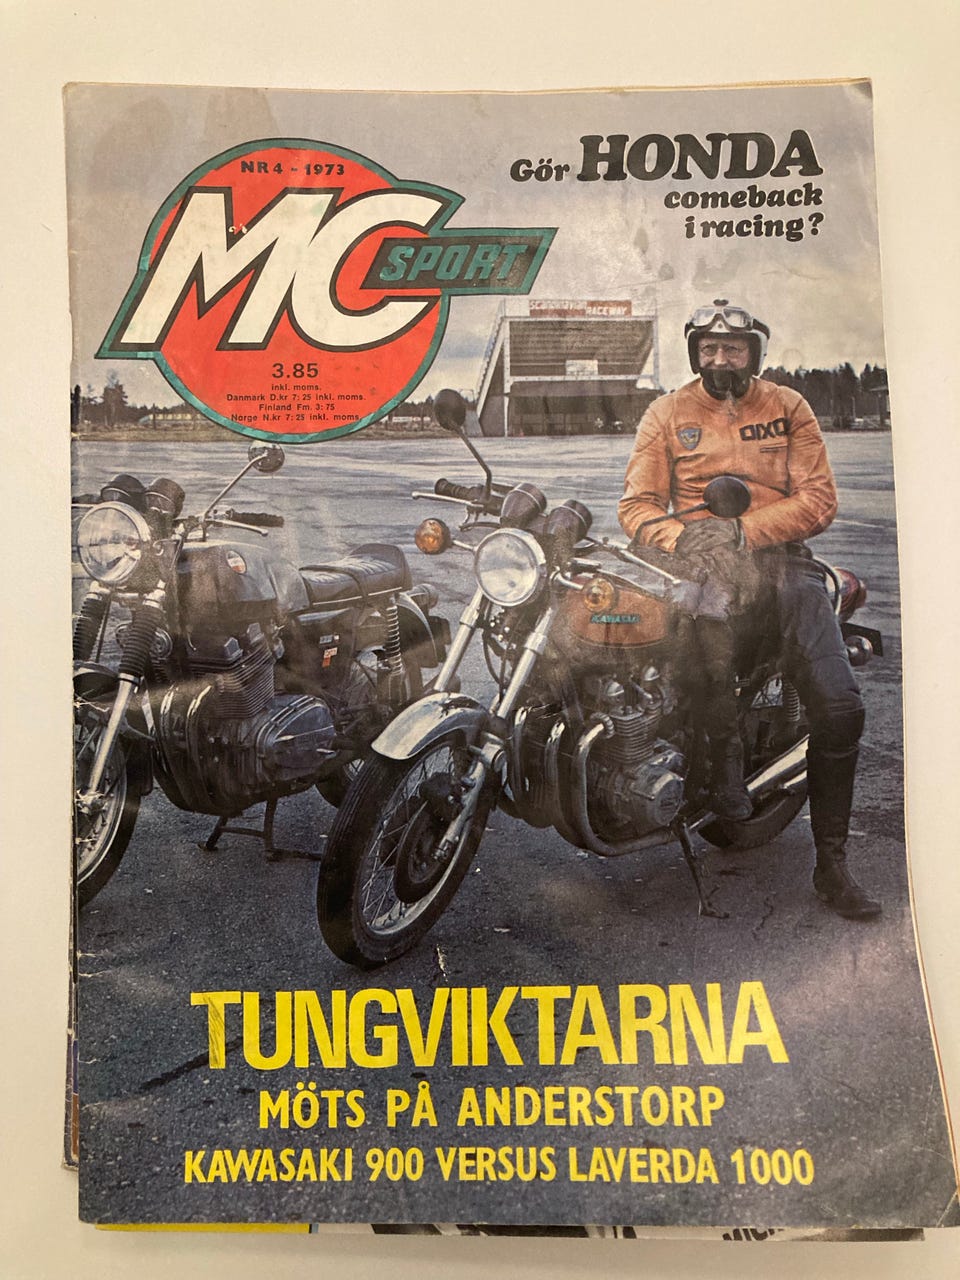 NR 4 - 1973
MC
SPORT
3.85
inkl. moms.
Danmark D.kr 7: 25 inkl. moms.
Finland Fm. 3: 75
Norge N.kr 7: 25 inkl. moms.
Gör HONDA
comeback
i racing?
SCANDINAVIAN
RACEWAY
DIXO
KAWASAKI
TUNGVIKTARNA
MÖTS PÅ ANDERSTORP
KAWASAKI 900 VERSUS LAVERDA 1000